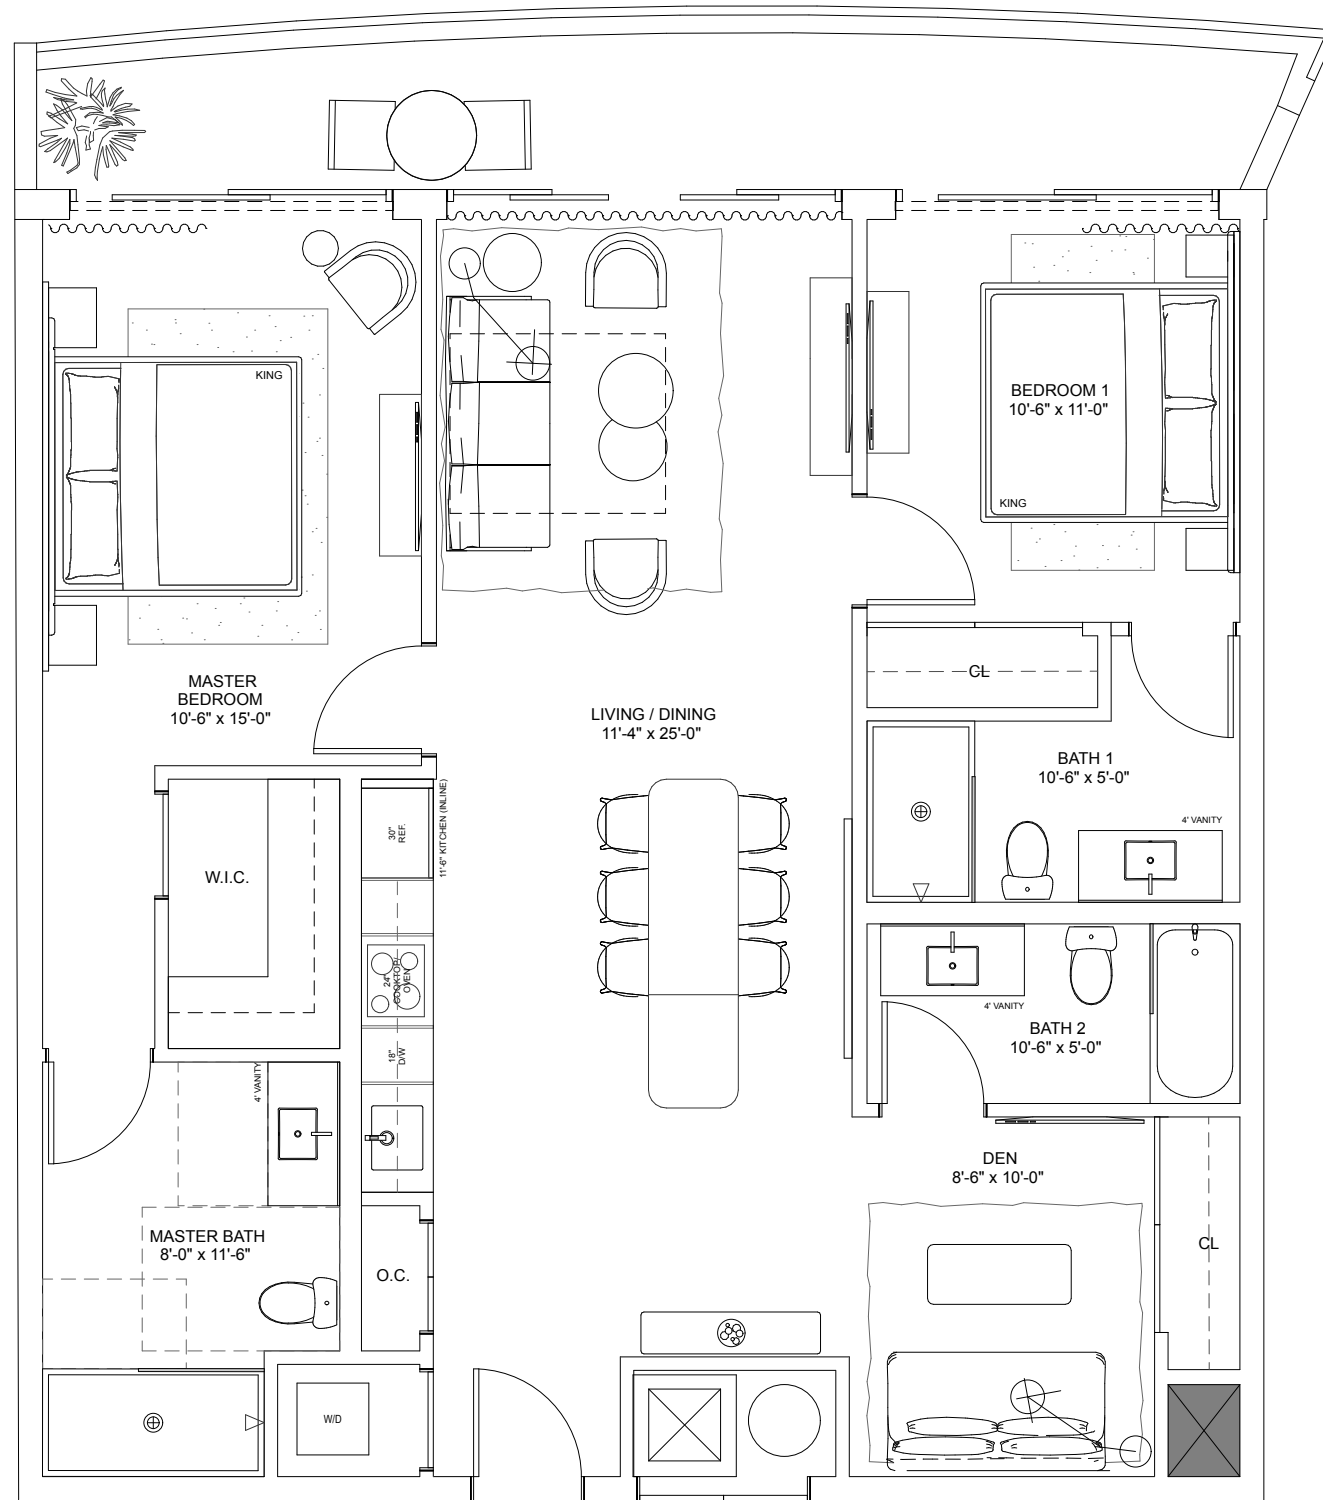 KING
BEDROOM 1
10'-6" x 11'-0"
KING
MASTER
BEDROOM
10'-6" x 15'-0"
LIVING / DINING
11'-4" x 25'-0"
CL
BATH 1
10'-6" x 5'-0"
4' VANITY
30"
REF.
11'-6" KITCHEN (INLINE)
W.I.C.
24"
COOKTOP/
OVEN
18"
D/W
4' VANITY
BATH 2
10'-6" x 5'-0"
4' VANITY
DEN
8'-6" x 10'-0"
MASTER BATH
8'-0" x 11'-6"
CL
O.C.
W/D